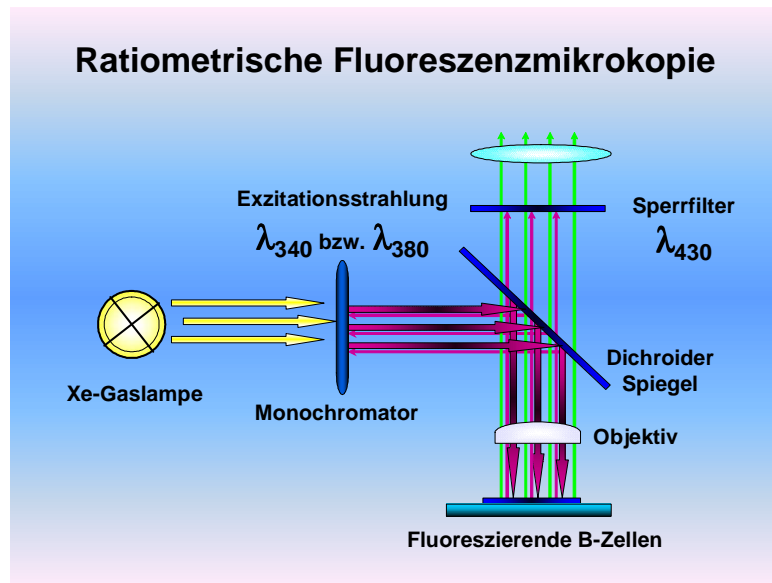 Ratiometrische Fluoreszenzmikrokopie
Exzitationsstrahlung
λ340 bzw. λ380
Sperrfilter
λ430
Xe-Gaslampe
Monochromator
Dichroider
Spiegel
Objektiv
Fluoreszierende B-Zellen